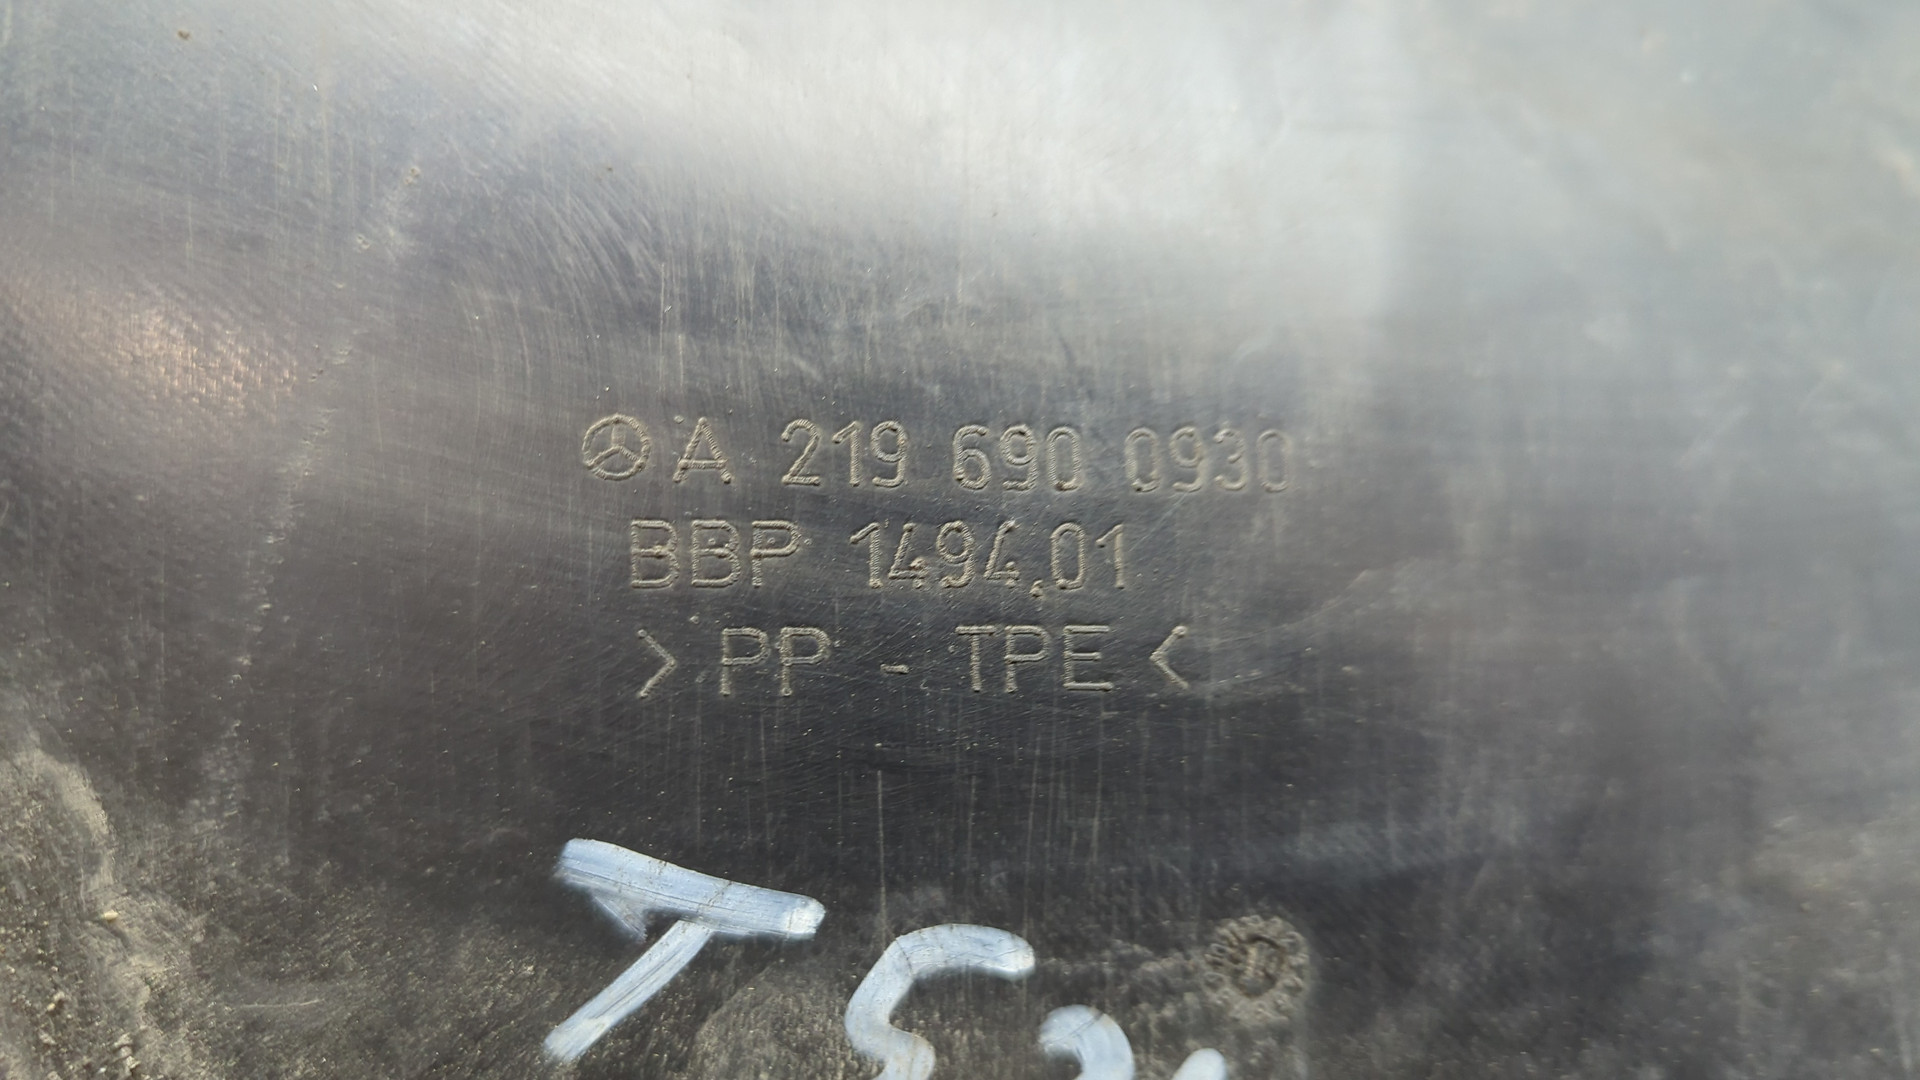 A 219 690 0930
BBP 1494.01
> PP - TPE <